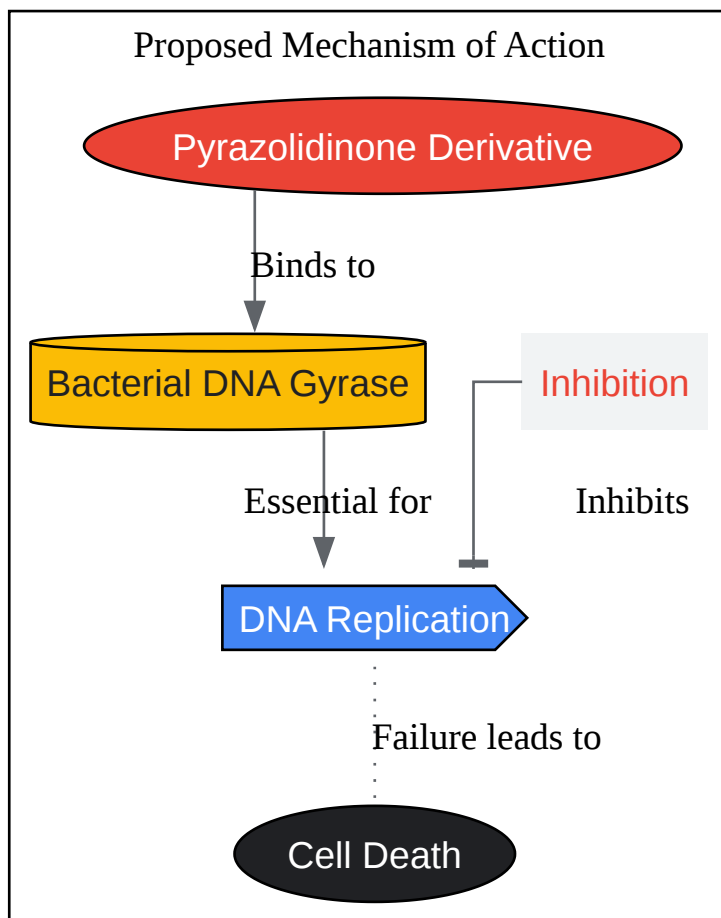 Proposed Mechanism of Action
Pyrazolidinone Derivative
Binds to
Bacterial DNA Gyrase
Inhibition
Essential for
Inhibits
DNA Replication
Failure leads to
Cell Death